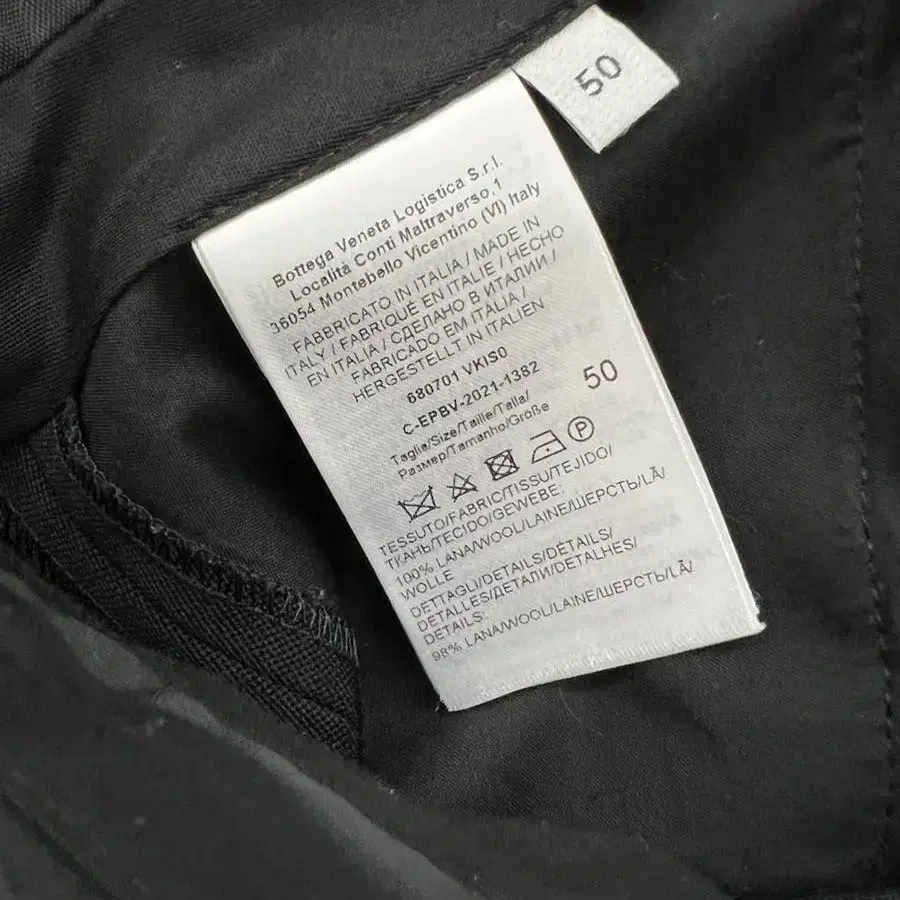 50
Bottega Veneta Logistica S.r.l.
Località Conti Maltraverso,1
36054 Montebello Vicentino (VI) Italy
FABBRICATO IN ITALIA / MADE IN
ITALY / FABRIQUÉ EN ITALIE / HECHO
EN ITALIA / СДЕЛАНО В ИТАЛИИ /
FABRICADO EM ITALIA /
HERGESTELLT IN ITALIEN
680701 VKIS0
C-EPBV-2021-1382
Taglia/Size/Taille/Talla/
Размер/Tamanho/Größe
50
P
TESSUTO/FABRIC/TISSU/TEJIDO/
ТКАНЬ/TECIDO/GEWEBE:
100% LANA/WOOL/LAINE/ШЕРСТЬ/LÃ/
WOLLE
DETTAGLI/DETAILS/DÉTAILS/
DÉTALLES/ДЕТАЛИ/DETALHES/
DETAILS:
98% LANA/WOOL/LAINE/ШЕРСТЬ/LÃ/